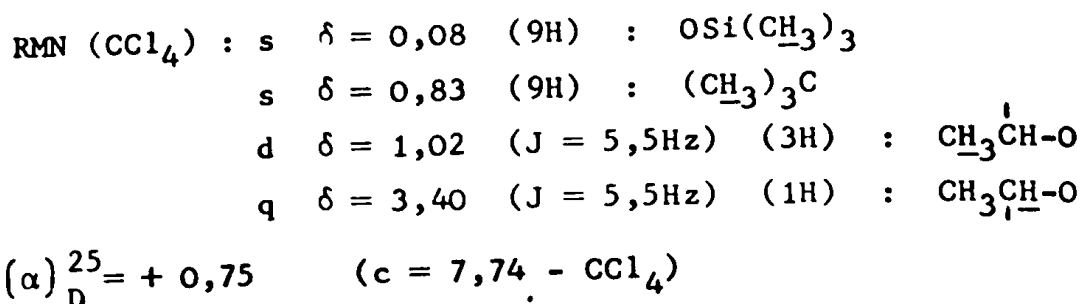 RMN (CCl4) : s δ = 0,08 (9H) : OSi(CH3)3
s δ = 0,83 (9H) : (CH3)3C
d δ = 1,02 (J = 5,5Hz) (3H) : CH3CH-O
q δ = 3,40 (J = 5,5Hz) (1H) : CH3CH-O
(α)25D = + 0,75 (c = 7,74 - CCl4)